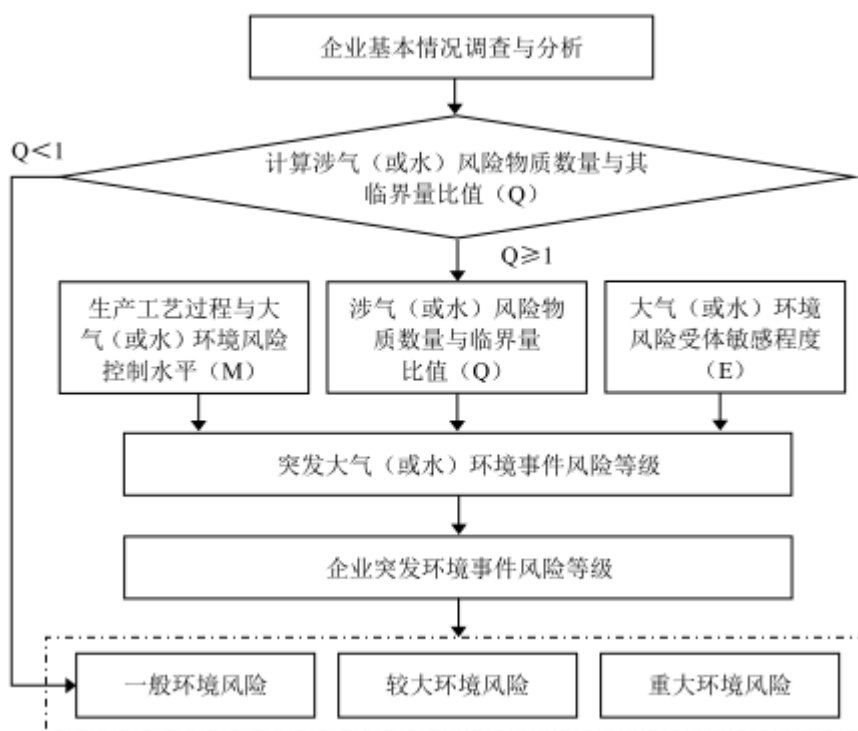 企业基本情况调查与分析
Q<1
计算涉气（或水）风险物质数量与其
临界量比值（Q）
Q≥1
生产工艺过程与大
气（或水）环境风险
控制水平（M）
涉气（或水）风险物
质数量与临界量
比值（Q）
大气（或水）环境
风险受体敏感程度
（E）
突发大气（或水）环境事件风险等级
企业突发环境事件风险等级
一般环境风险
较大环境风险
重大环境风险